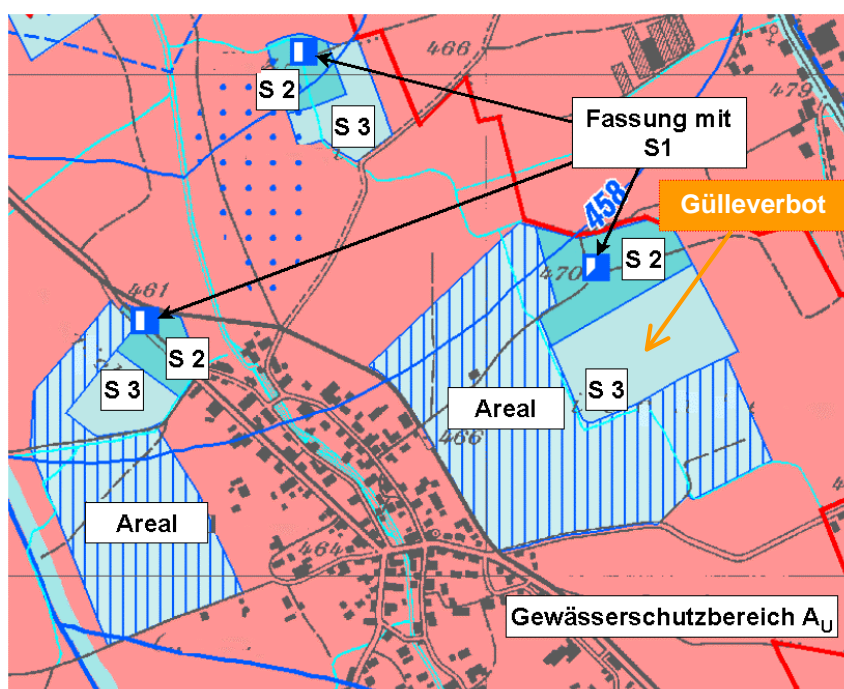 466
479
S 2
S 3
Fassung mit
S1
458
Gülleverbot
S 2
470
461
S 2
S 3
S 3
Areal
466
Areal
464
Gewässerschutzbereich AU